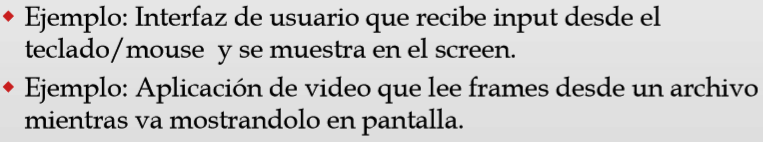 Ejemplo: Interfaz de usuario que recibe input desde el
teclado/mouse y se muestra en el screen.
Ejemplo: Aplicación de video que lee frames desde un archivo
mientras va mostrandolo en pantalla.